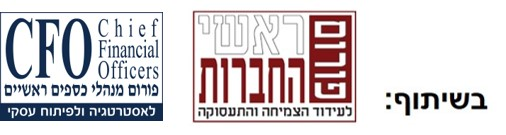 בשיתוף:
פורום
ראשי
החברות
לעידוד הצמיחה והתעסוקה
CFO Chief
Financial
Officers
פורום מנהלי כספים ראשיים
לאסטרטגיה ולפיתוח עסקי